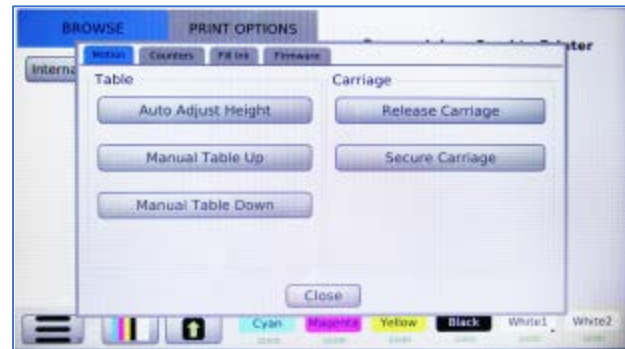 BROWSE PRINT OPTIONS
Motion Counters Fill Ink Firmware
Interna
Table Carriage
Auto Adjust Height Release Carriage
Manual Table Up Secure Carriage
Manual Table Down
Close
Cyan Magenta Yellow Black White1 White2